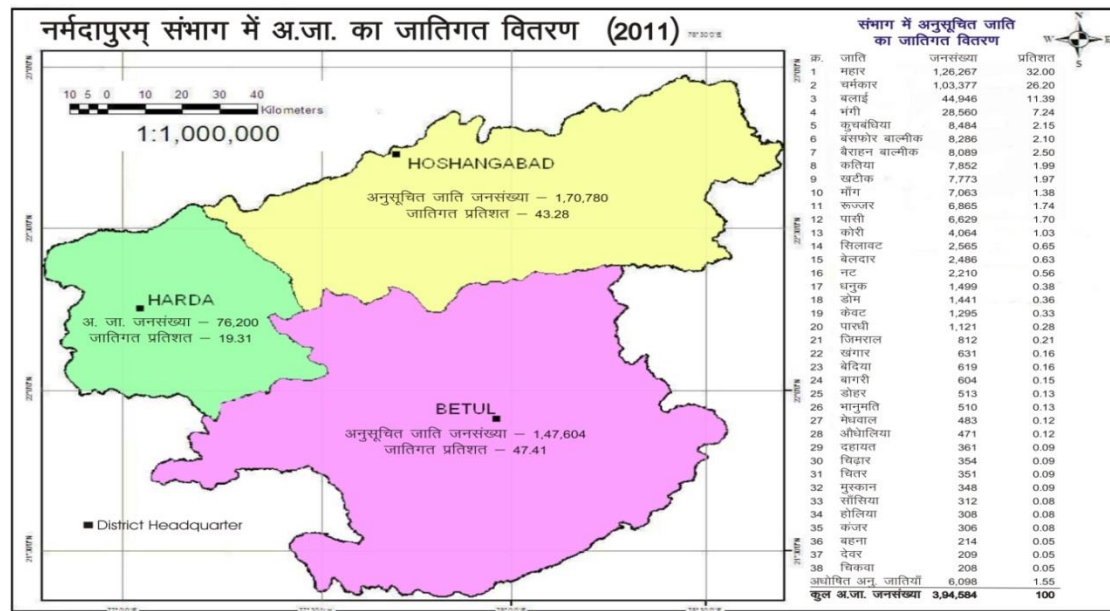 नर्मदापुरम् संभाग में अ.जा. का जातिगत वितरण (2011)
10 5 0 10 20 30 40 Kilometers
1:1,000,000
HOSHANGABAD
अनुसूचित जाति जनसंख्या – 1,70,780
जातिगत प्रतिशत – 43.28
HARDA
अ. जा. जनसंख्या – 76,200
जातिगत प्रतिशत – 19.31
BETUL
अनुसूचित जाति जनसंख्या – 1,47,604
जातिगत प्रतिशत – 47.41
District Headquarter
संभाग में अनुसूचित जाति
का जातिगत वितरण
N
W E
S
क्र. जाति जनसंख्या प्रतिशत
1 महार 1,26,267 32.00
2 चर्मकार 1,03,377 26.20
3 बलाई 44,946 11.39
4 भंगी 28,560 7.24
5 कुचबंधिया 8,484 2.15
6 बंसफोर बाल्मीक 8,286 2.10
7 बैराहन बाल्मीक 8,089 2.50
8 कतिया 7,852 1.99
9 खटीक 7,773 1.97
10 माँग 7,063 1.38
11 रूज्जर 6,865 1.74
12 पासी 6,629 1.70
13 कोरी 4,064 1.03
14 सिलावट 2,565 0.65
15 बेलदार 2,486 0.63
16 नट 2,210 0.56
17 धनुक 1,499 0.38
18 डोम 1,441 0.36
19 केवट 1,295 0.33
20 पारधी 1,121 0.28
21 जिमराल 812 0.21
22 खंगार 631 0.16
23 बेदिया 619 0.16
24 बागरी 604 0.15
25 डोहर 513 0.13
26 भानुमति 510 0.13
27 मेधवाल 483 0.12
28 औधेालिया 471 0.12
29 दहायत 361 0.09
30 चिढ़ार 354 0.09
31 चितर 351 0.09
32 मुस्कान 348 0.09
33 साँसिया 312 0.08
34 होलिया 308 0.08
35 कंजर 306 0.08
36 बहना 214 0.05
37 देवर 209 0.05
38 चिकवा 208 0.05
अघोषित अनु. जातियाँ 6,098 1.55
कुल अ.जा. जनसंख्या 3,94,584 100